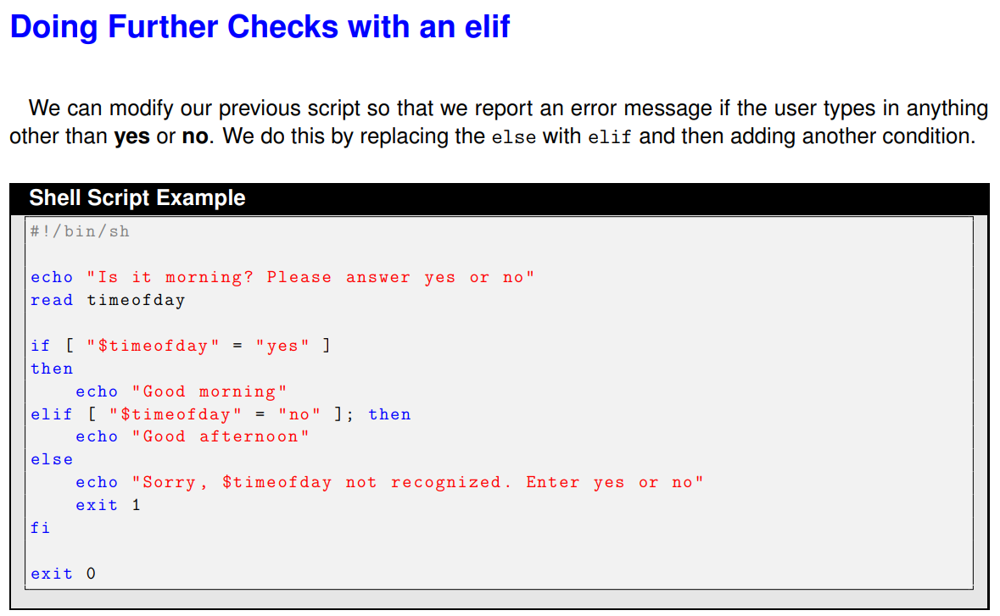 Doing Further Checks with an elif
We can modify our previous script so that we report an error message if the user types in anything
other than yes or no. We do this by replacing the else with elif and then adding another condition.
Shell Script Example
#!/bin/sh
echo "Is it morning? Please answer yes or no"
read timeofday
if [ "$timeofday" = "yes" ]
then
    echo "Good morning"
elif [ "$timeofday" = "no" ]; then
    echo "Good afternoon"
else
    echo "Sorry, $timeofday not recognized. Enter yes or no"
    exit 1
fi
exit 0